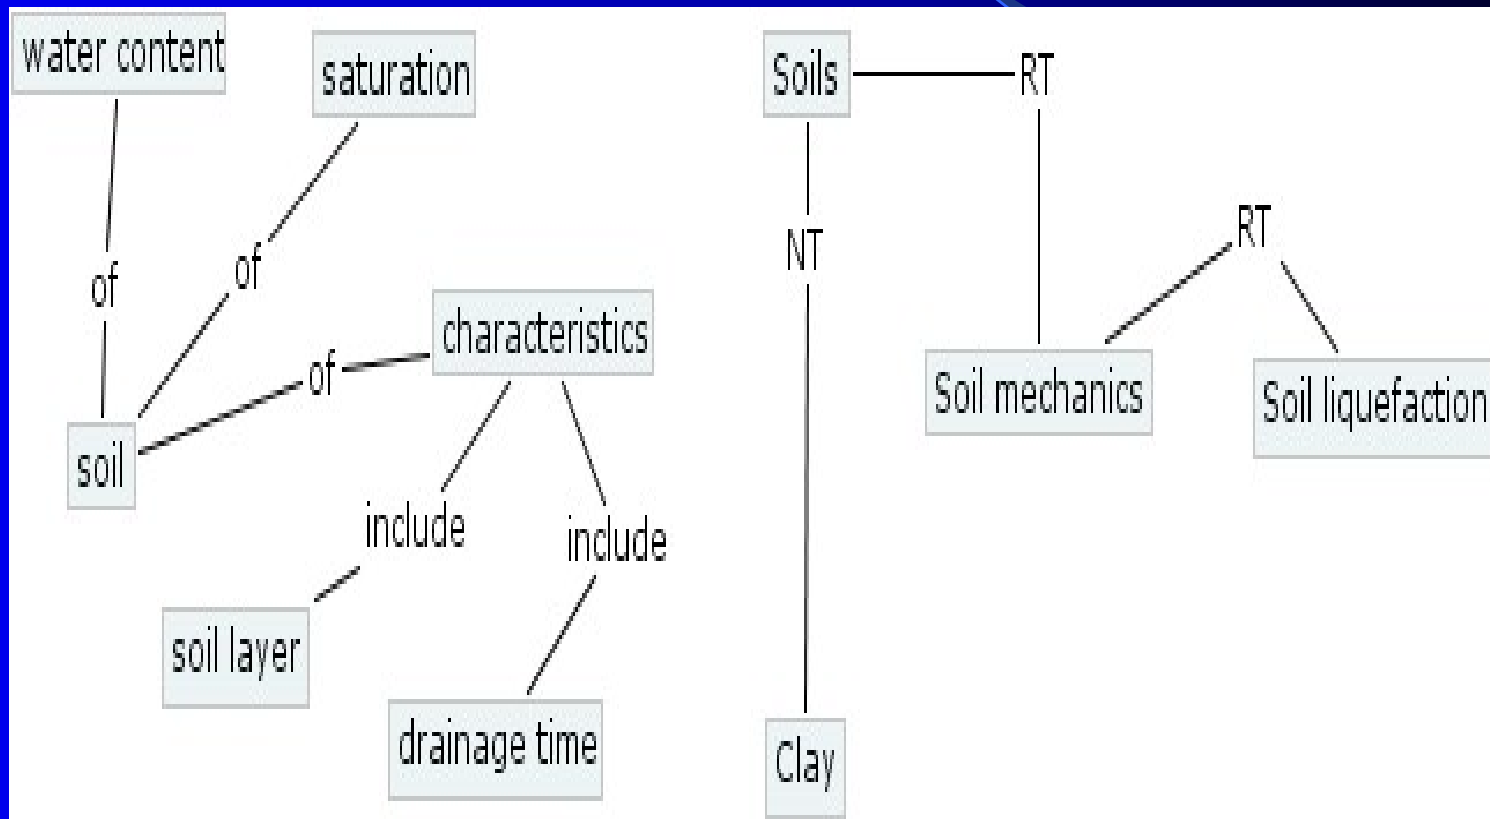 water content
saturation
of
of
characteristics
of
soil
include
include
soil layer
drainage time
Soils
RT
NT
RT
Soil mechanics
Soil liquefaction
Clay